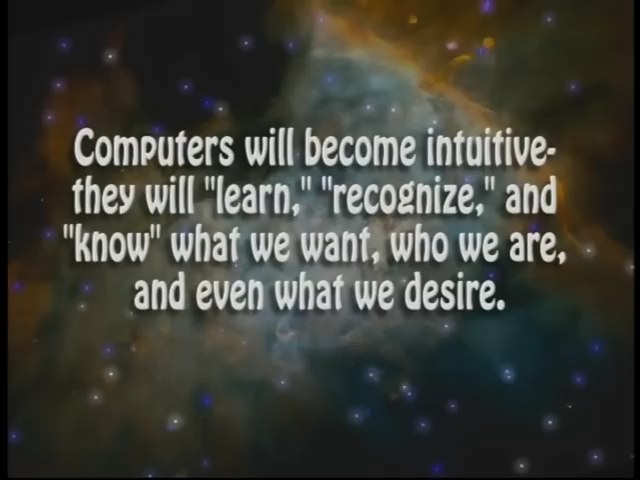 Computers will become intuitive-
they will "learn," "recognize," and
"know" what we want, who we are,
and even what we desire.